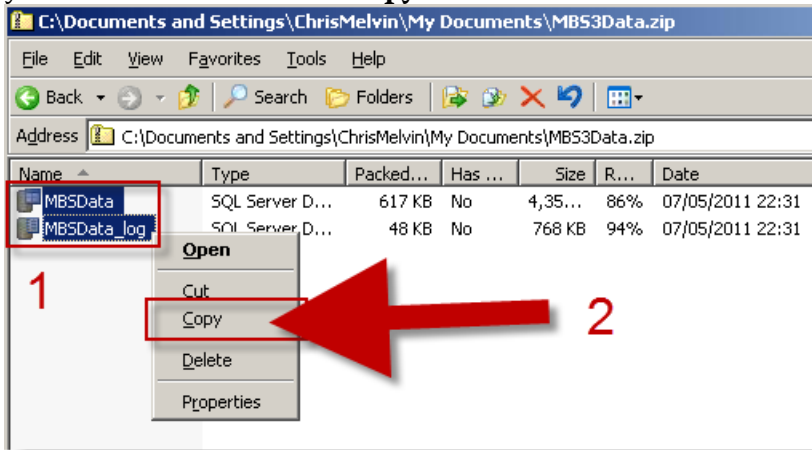 C:\Documents and Settings\ChrisMelvin\My Documents\MBS3Data.zip
File Edit View Favorites Tools Help
Back Search Folders
Address C:\Documents and Settings\ChrisMelvin\My Documents\MBS3Data.zip
Name Type Packed... Has ... Size R... Date
MBSData SQL Server D... 617 KB No 4,35... 86% 07/05/2011 22:31
MBSData_log SQL Server D... 48 KB No 768 KB 94% 07/05/2011 22:31
Open
1 Cut
Copy 2
Delete
Properties